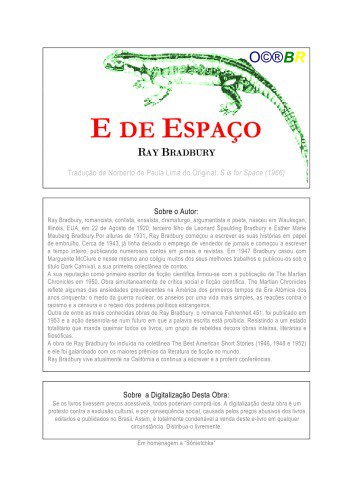 O©®BR
E DE ESPAÇO
RAY BRADBURY
Tradução de Norberto de Paula Lima do Original: S is for Space (1966)
Sobre o Autor:
Ray Bradbury, romancista, contista, ensaísta, dramaturgo, argumentista e poeta, nasceu em Waukegan,
Illinois, EUA, em 22 de Agosto de 1920, terceiro filho de Leonard Spaulding Bradbury e Esther Marie
Mauberg Bradbury.Por alturas de 1931, Ray Bradbury começou a escrever as suas histórias em papel
de embrulho. Cerca de 1943, já tinha deixado o emprego de vendedor de jornais e começou a escrever
a tempo inteiro, publicando numerosos contos em jornais e revistas. Em 1947 Bradbury casou com
Marguerite McClure e nesse mesmo ano coligiu muitos dos seus melhores trabalhos e publicou-os sob o
título Dark Carnival, a sua primeira colectânea de contos.
A sua reputação como primeiro escritor da ficção científica firmou-se com a publicação de The Martian
Chronicles em 1950. Obra simultaneamente de crítica social e ficção científica, The Martian Chronicles
reflete algumas das ansiedades prevalecentes na América dos primeiros tempos da Era Atómica dos
anos cinquenta: o medo da guerra nuclear, os anseios por uma vida mais simples, as reações contra o
racismo e a censura e o receio dos poderes políticos estrangeiros.
Outra de entre as mais conhecidas obras de Ray Bradbury, o romance Fahrenheit 451, foi publicado em
1953 e a ação desenrola-se num futuro em que a palavra escrita está proibida. Resistindo a um estado
totalitário que manda queimar todos os livros, um grupo de rebeldes decora obras inteiras, literárias e
filosóficas.
A obra de Ray Bradbury foi incluída na colectânea The Best American Short Stories (1946, 1948 e 1952)
e ele foi galardoado com os maiores prémios da literatura de ficção no mundo.
Ray Bradbury vive atualmente na Califórnia e continua a escrever e a proferir conferências.
Sobre a Digitalização Desta Obra:
Se os livros tivessem preços acessíveis, todos poderiam comprá-los. A digitalização desta obra é um
protesto contra a exclusão cultural, e por conseqüência social, causada pelos preços abusivos dos livros
editados e publicados no Brasil. Assim, é totalmente condenável a venda deste e-livro em qualquer
circunstância. Distribua-o livremente.
Em homenagem a "Sôniatchka"